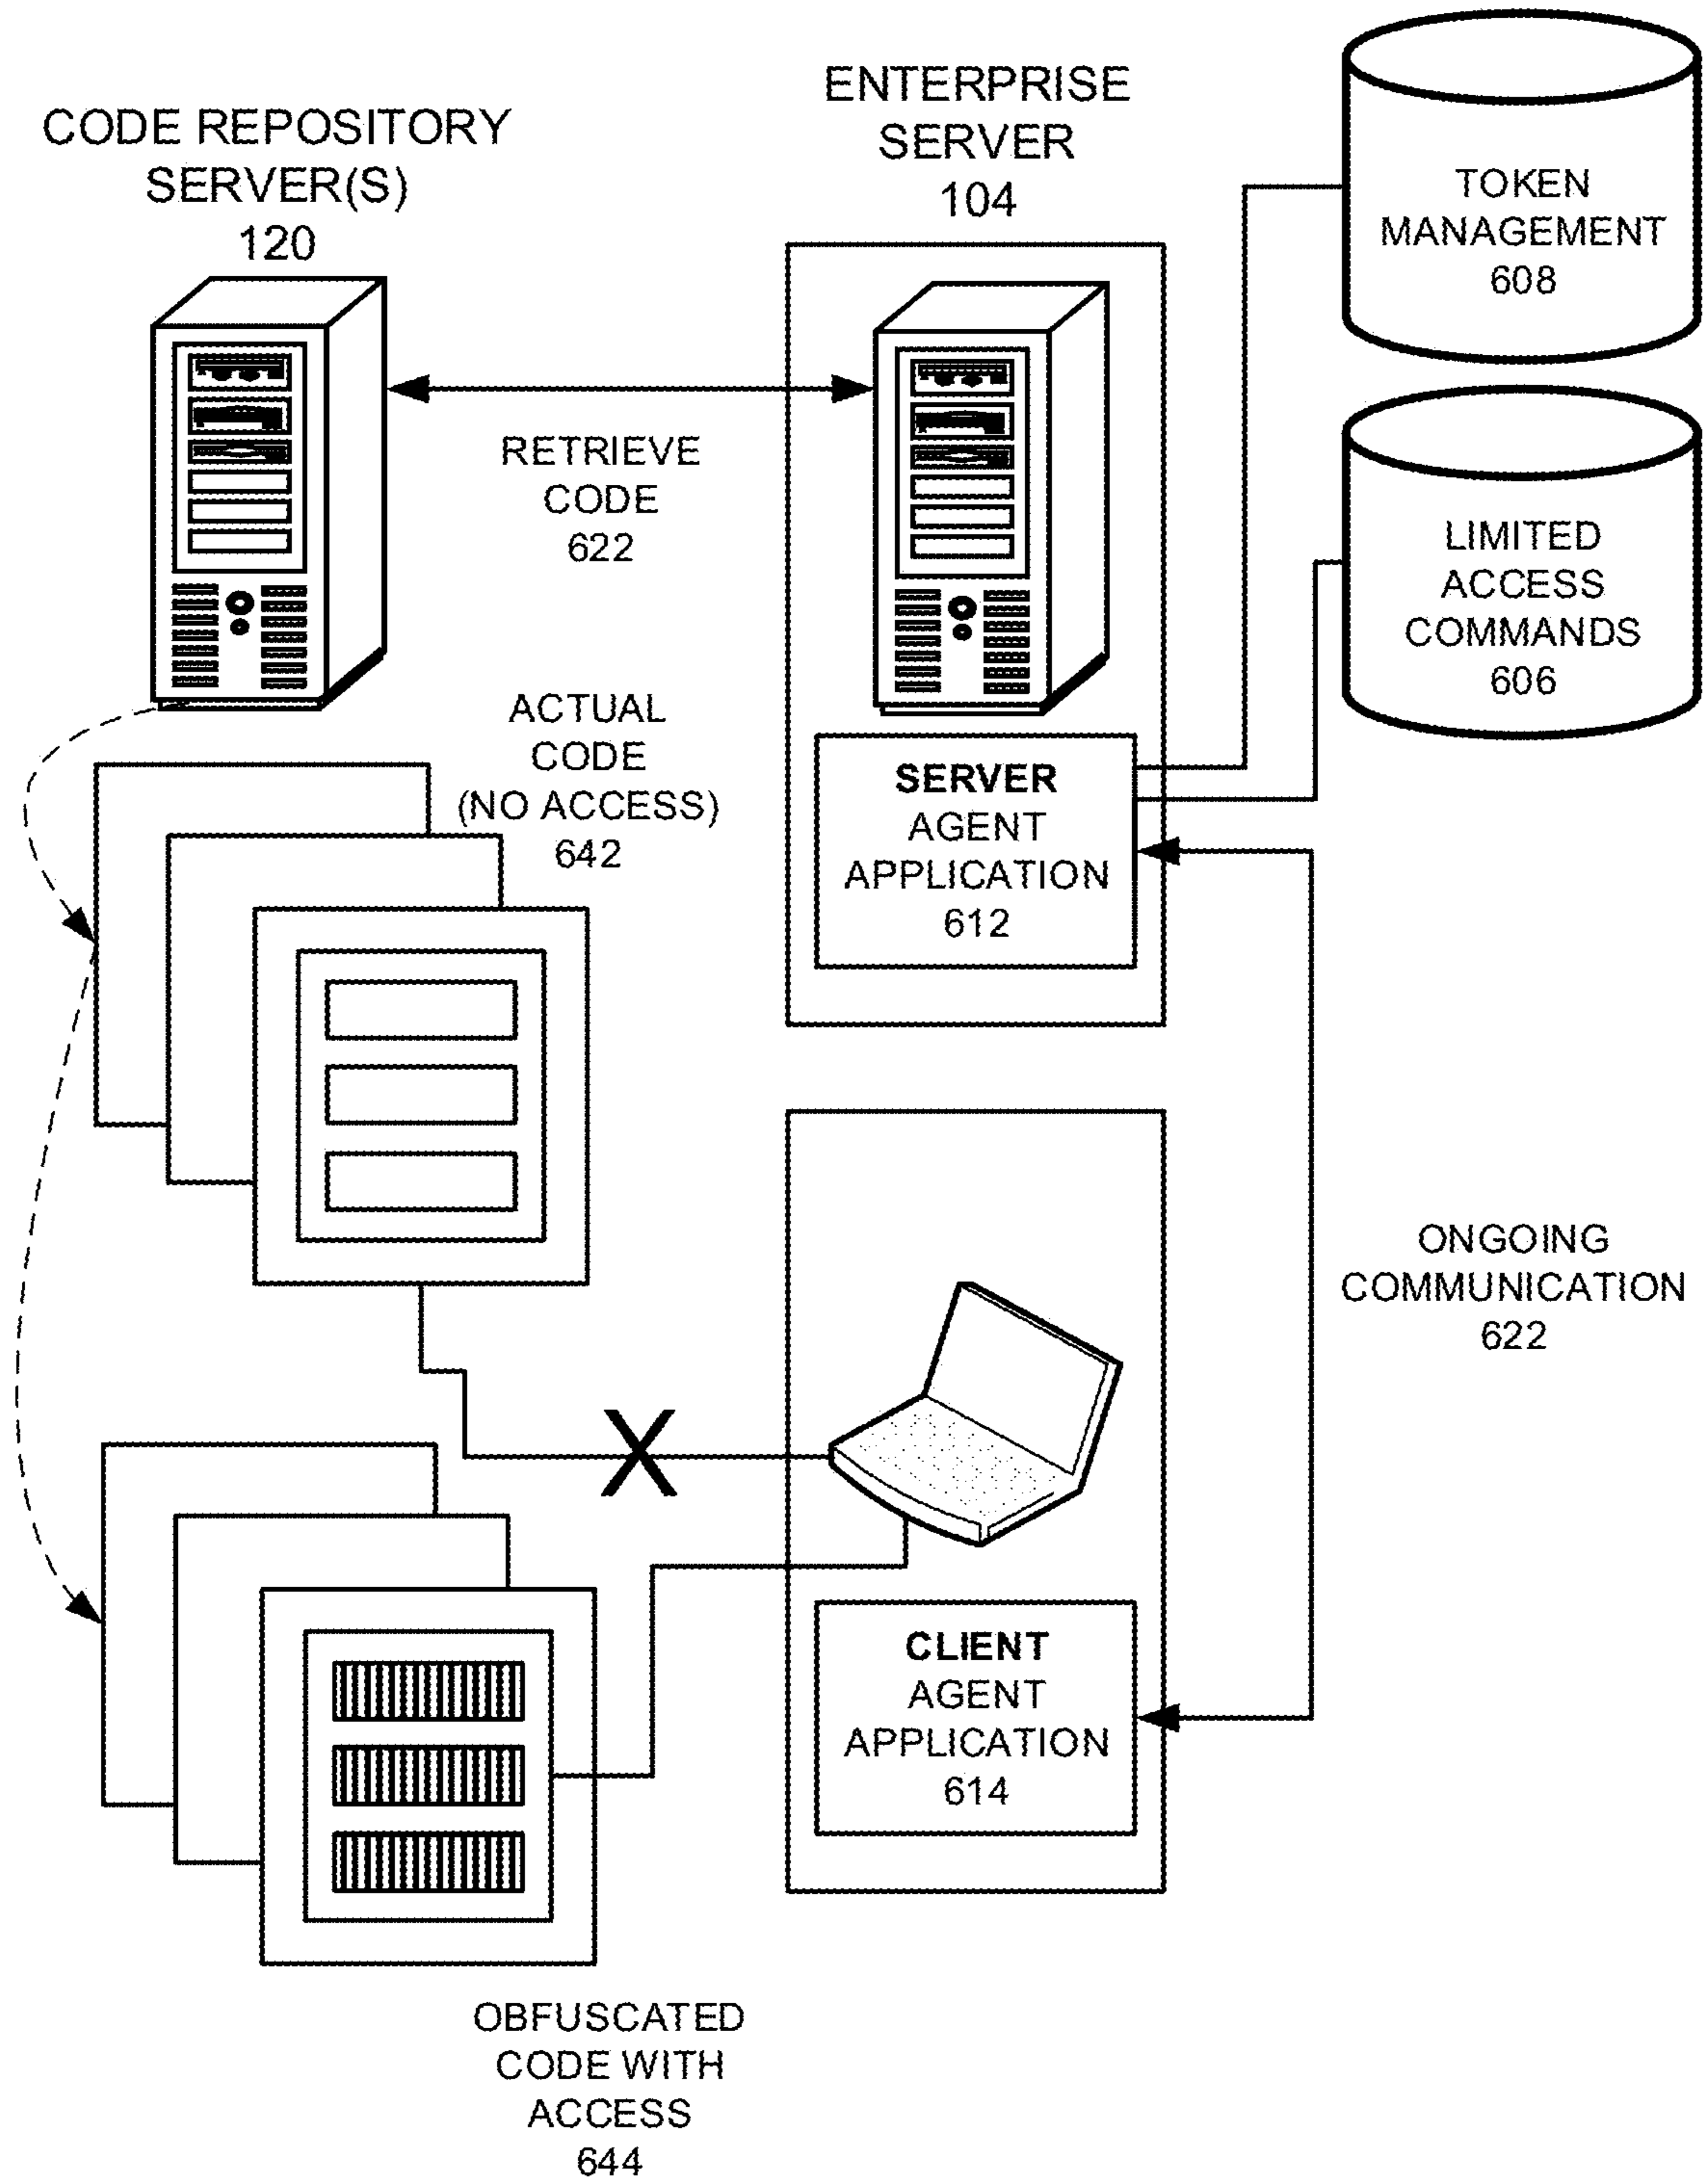 CODE REPOSITORY
SERVER(S)
120
ENTERPRISE
SERVER
104
TOKEN
MANAGEMENT
608
RETRIEVE
CODE
622
LIMITED
ACCESS
COMMANDS
606
ACTUAL
CODE
(NO ACCESS)
642
SERVER
AGENT
APPLICATION
612
ONGOING
COMMUNICATION
622
CLIENT
AGENT
APPLICATION
614
X
OBFUSCATED
CODE WITH
ACCESS
644